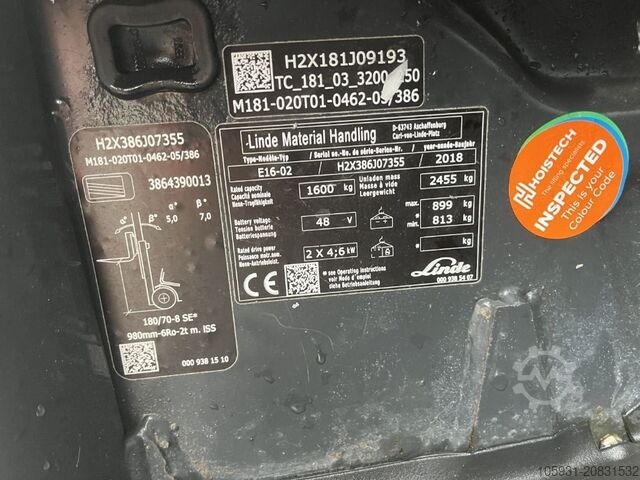 H2X181J09193
TC_181_03_3200
M181-020T01-0462-05/386
H2X386J07355
M181-020T01-0462-05/386
3864390013
α° β° α° β°
5,0 7,0
180/70-8 SE*
980mm-6Ro-2t m. ISS
000 938 15 10
Linde Material Handling
D-63743 Aschaffenburg
Carl-von-Linde-Platz
Type-Modèle-Typ / Serial no.-No. de série-Serien-Nr. / year-année-Baujahr
E16-02 H2X386J07355 2018
Rated capacity
Capacité nominale
Nenn-Tragfähigkeit
1600 kg
Unladen mass
Masse à vide
Leergewicht
2455 kg
Battery voltage
Tension batterie
Batteriespannung
48 V
max. 899 kg
min. 813 kg
Rated drive power
Puissance motr.nom.
Nenn-Antriebsleist.
2 X 4,6 kW
* kg
* see Operating instructions
voir Mode d'emploi
siehe Betriebsanleitung
CE
Linde
000 938 54 07
HOISTECH
The lifting specialists
INSPECTED
This is your
Colour Code
105931-20831532